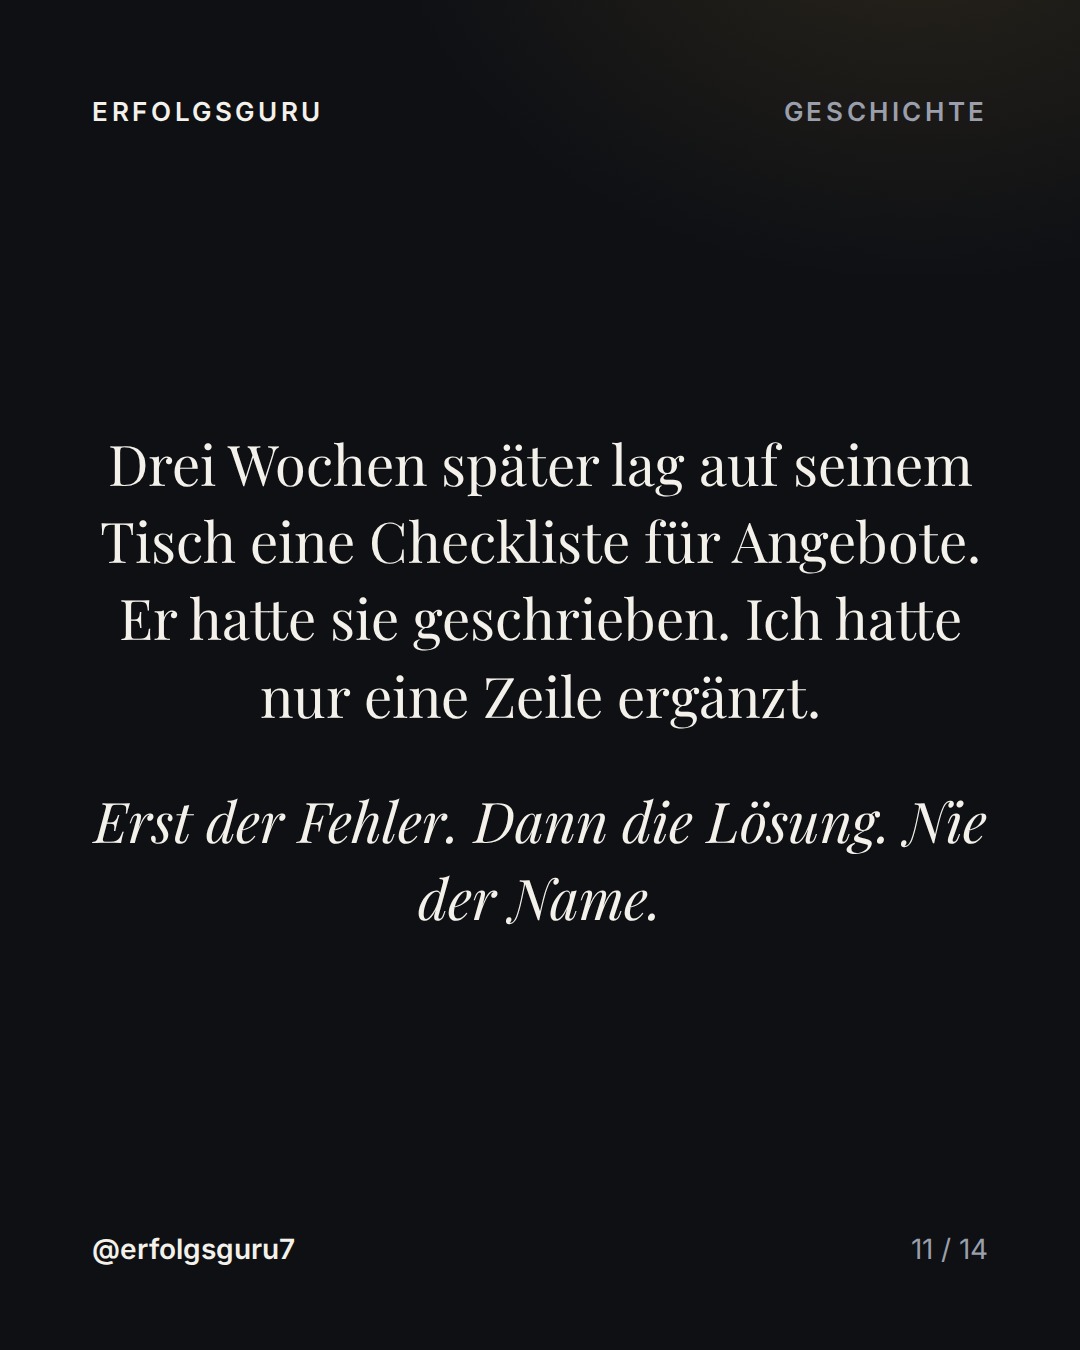 ERFOLGSGURU
GESCHICHTE
Drei Wochen später lag auf seinem
Tisch eine Checkliste für Angebote.
Er hatte sie geschrieben. Ich hatte
nur eine Zeile ergänzt.
Erst der Fehler. Dann die Lösung. Nie
der Name.
@erfolgsguru7
11 / 14